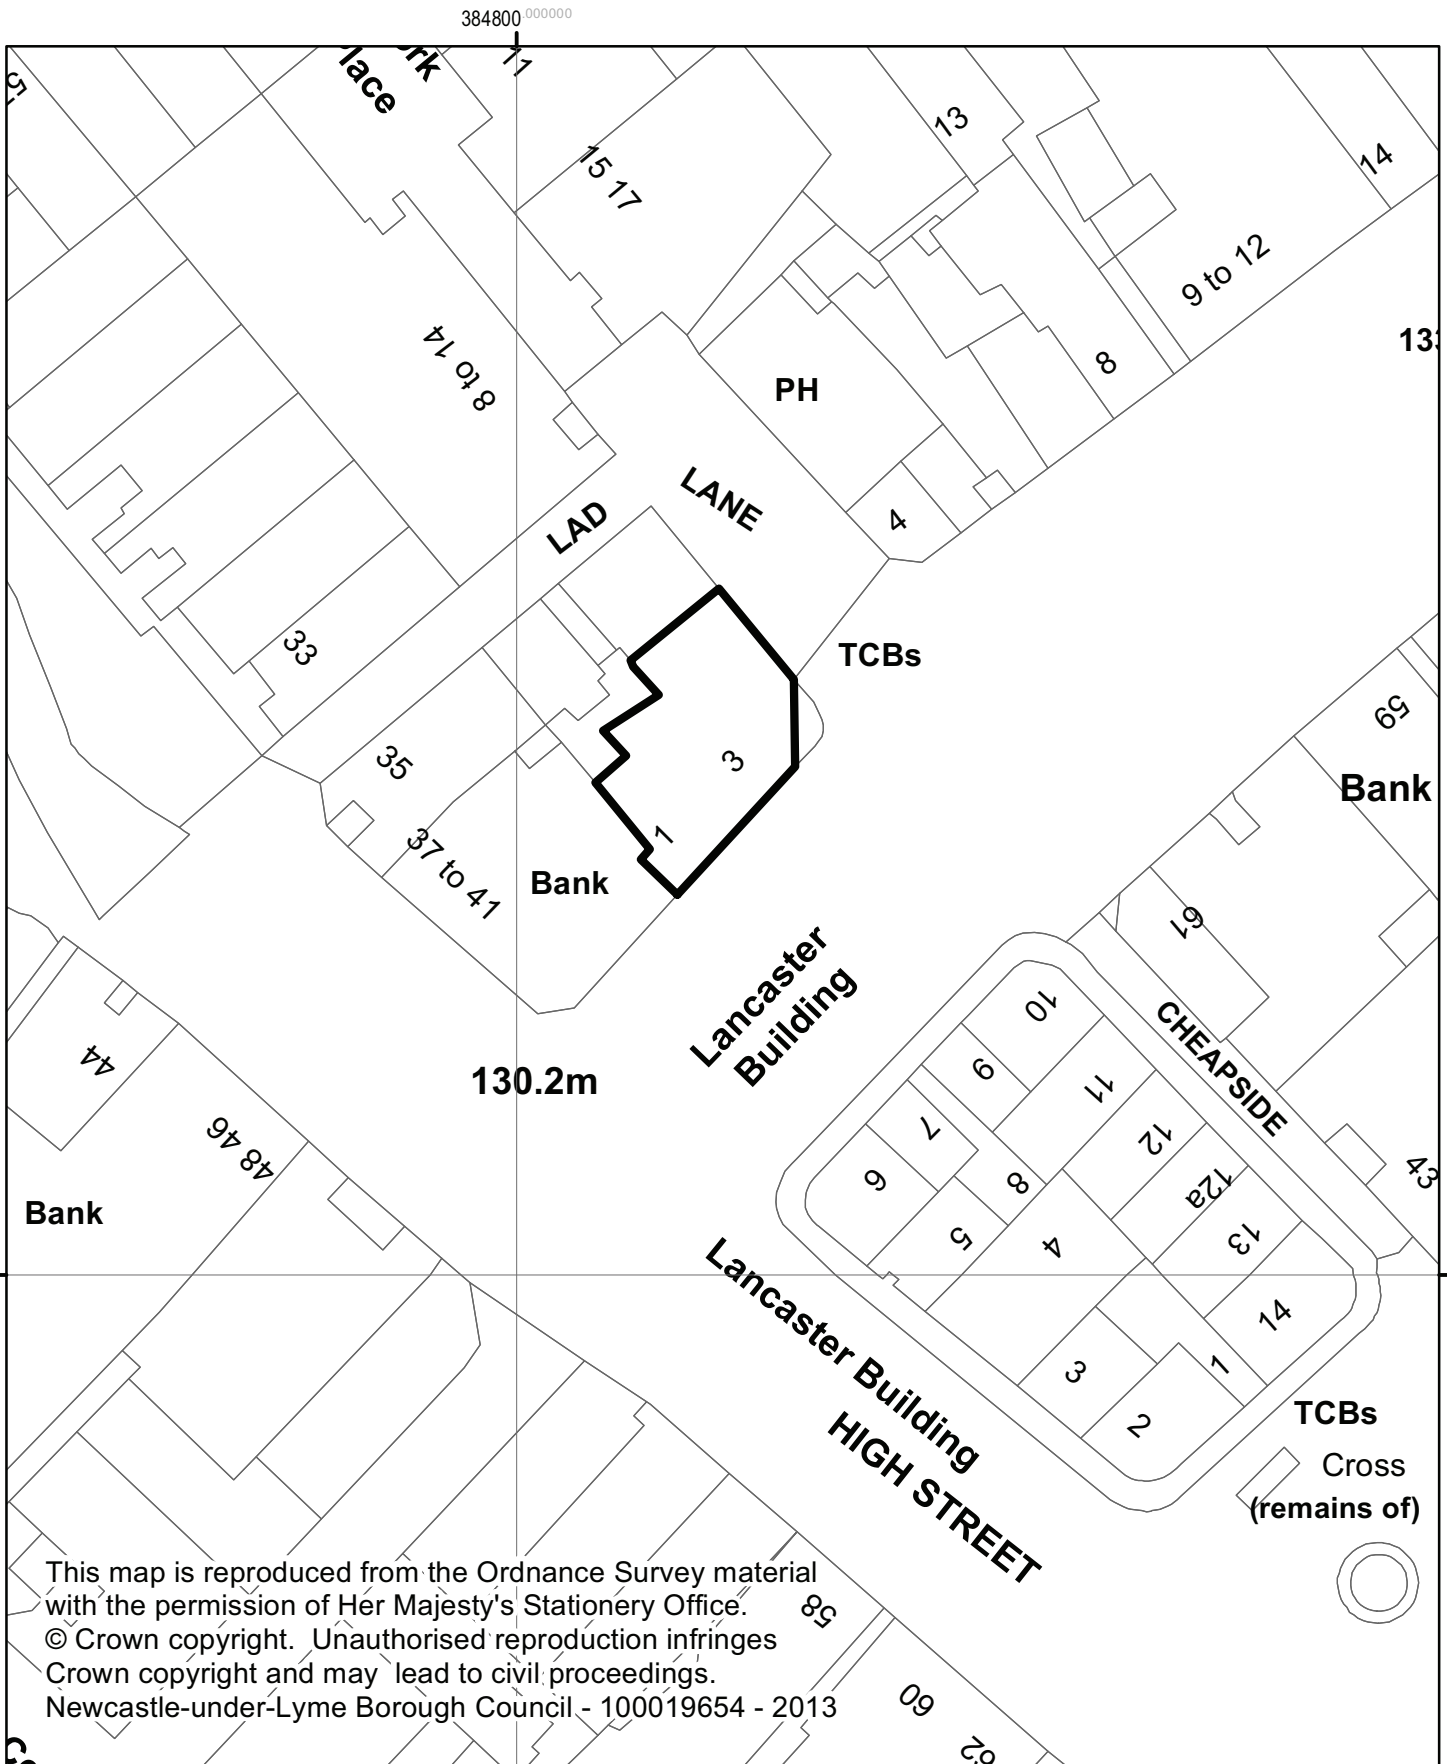 384800.000000
11
51
13
15 17
14
9 to 12
133
8 to 14
8
PH
LAD
LANE
4
33
TCBs
59
35
3
Bank
1
37 to 41
Bank
61
Lancaster
Building
10
CHEAPSIDE
44
130.2m
9
11
7
12
48 46
6
8
12a
43
Bank
5
4
13
Lancaster Building
14
3
1
2
TCBs
HIGH STREET
Cross
(remains of)
This map is reproduced from the Ordnance Survey material
with the permission of Her Majesty's Stationery Office.
© Crown copyright. Unauthorised reproduction infringes
Crown copyright and may lead to civil proceedings.
Newcastle-under-Lyme Borough Council - 100019654 - 2013
58
60
62